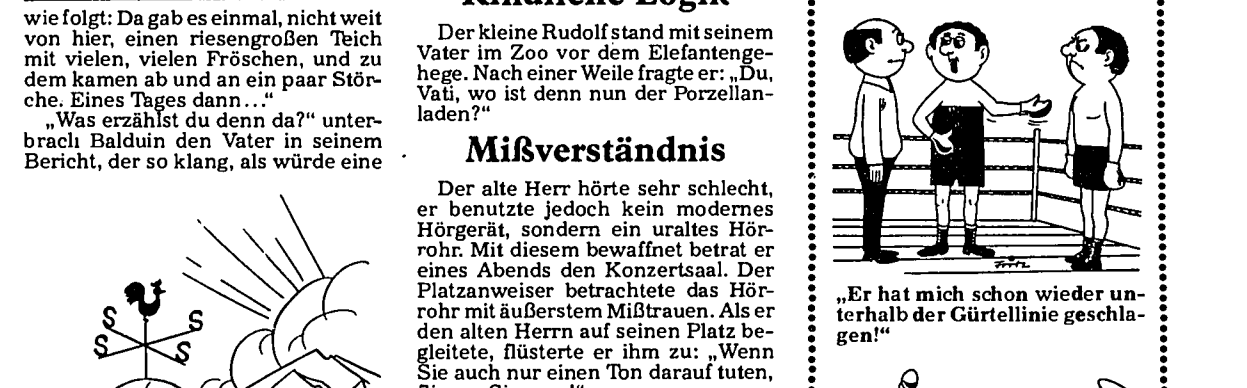 wie folgt: Da gab es einmal, nicht weit
von hier, einen riesengroßen Teich
mit vielen, vielen Fröschen, und zu
dem kamen ab und an ein paar Stör-
che. Eines Tages dann ...“
„Was erzählst du denn da?“ unter-
brach Balduin den Vater in seinem
Bericht, der so klang, als würde eine
S
S
S
S
Kindliche Logik
Der kleine Rudolf stand mit seinem
Vater im Zoo vor dem Elefantenge-
hege. Nach einer Weile fragte er: „Du,
Vati, wo ist denn nun der Porzellan-
laden?“
Mißverständnis
Der alte Herr hörte sehr schlecht,
er benutzte jedoch kein modernes
Hörgerät, sondern ein uraltes Hör-
rohr. Mit diesem bewaffnet betrat er
eines Abends den Konzertsaal. Der
Platzanweiser betrachtete das Hör-
rohr mit äußerstem Mißtrauen. Als er
den alten Herrn auf seinen Platz be-
gleitete, flüsterte er ihm zu: „Wenn
Sie auch nur einen Ton darauf tuten,
„Er hat mich schon wieder un-
terhalb der Gürtellinie geschla-
gen!“